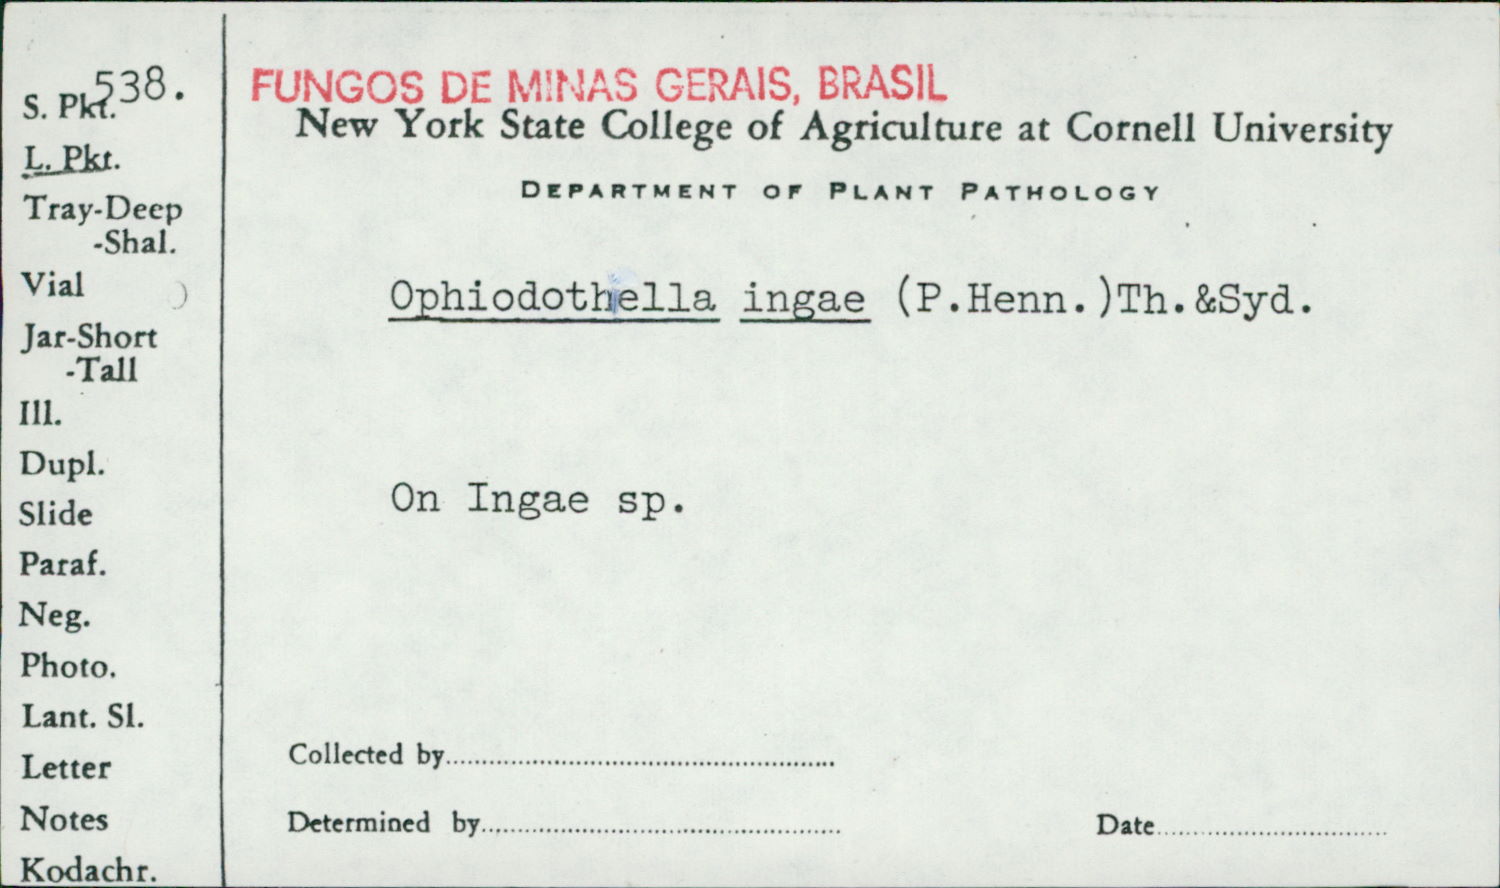 538.
S. Pkt.
L. Pkt.
Tray-Deep
-Shal.
Vial
Jar-Short
-Tall
Ill.
Dupl.
Slide
Paraf.
Neg.
Photo.
Lant. Sl.
Letter
Notes
Kodachr.
FUNGOS DE MINAS GERAIS, BRASIL
New York State College of Agriculture at Cornell University
DEPARTMENT OF PLANT PATHOLOGY
Ophiodothella ingae (P.Henn.)Th.&Syd.
On Ingae sp.
Collected by
Determined by
Date